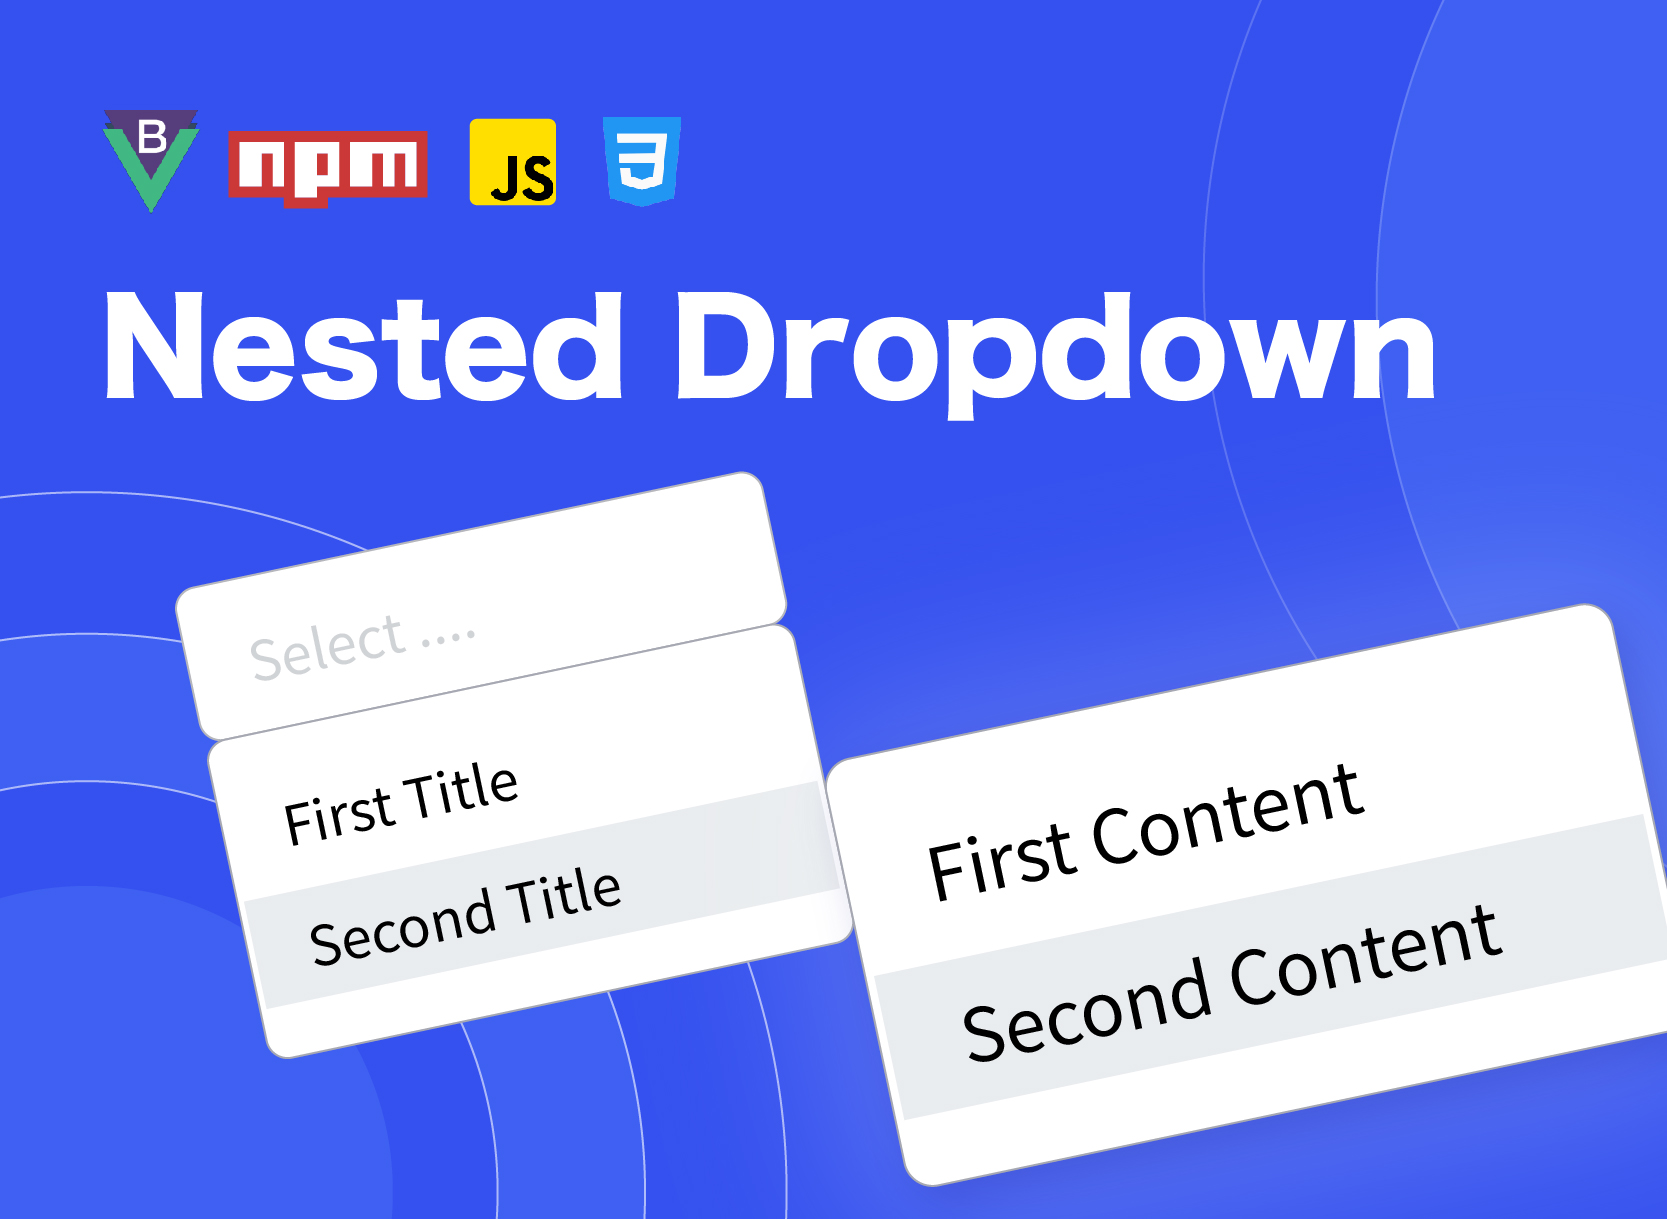 B npm JS
Nested Dropdown
Select ....
First Title
Second Title
First Content
Second Content